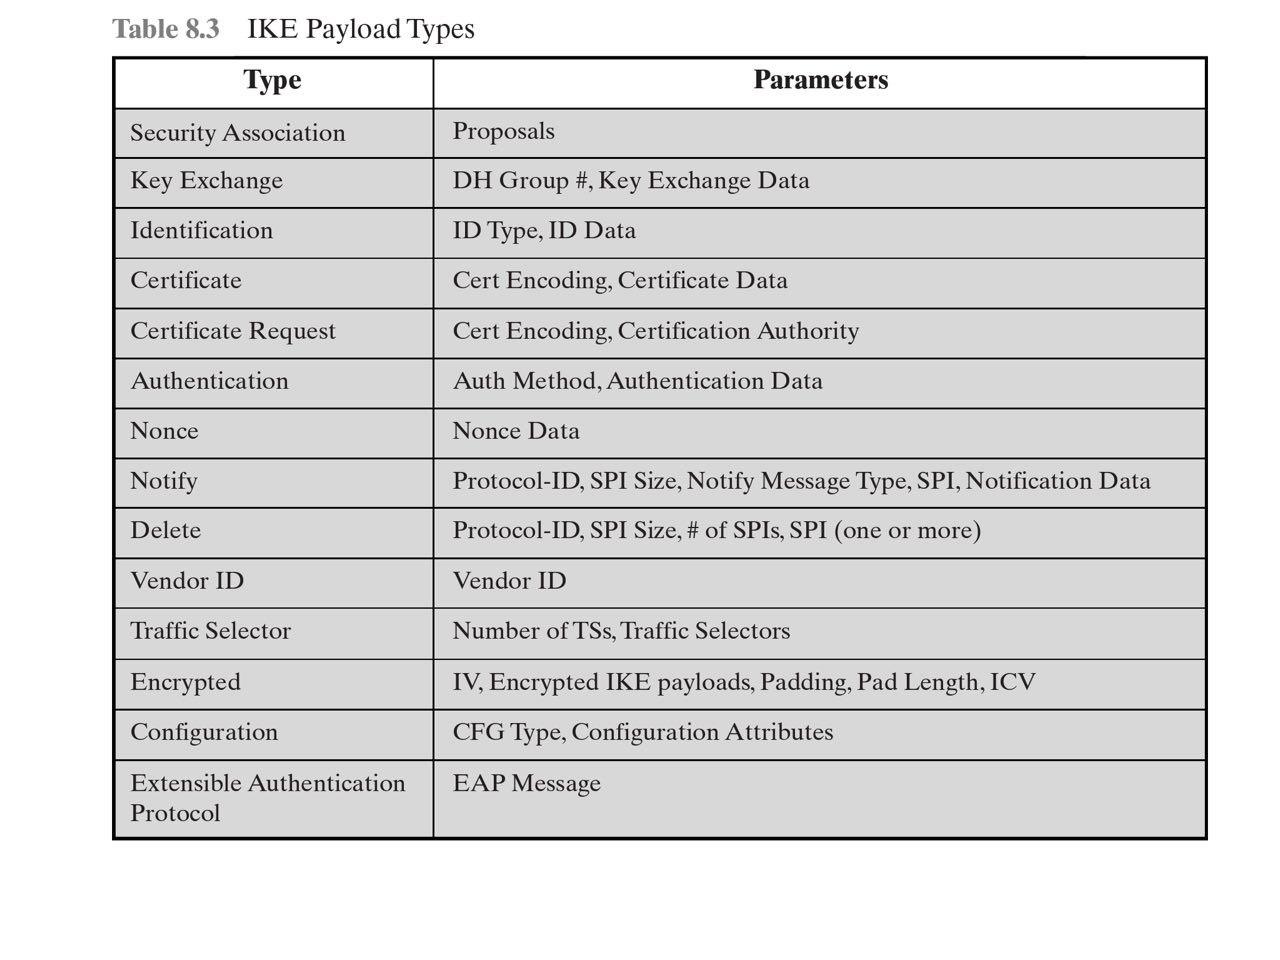 Table 8.3 IKE Payload Types
Type Parameters
Security Association Proposals
Key Exchange DH Group #, Key Exchange Data
Identification ID Type, ID Data
Certificate Cert Encoding, Certificate Data
Certificate Request Cert Encoding, Certification Authority
Authentication Auth Method, Authentication Data
Nonce Nonce Data
Notify Protocol-ID, SPI Size, Notify Message Type, SPI, Notification Data
Delete Protocol-ID, SPI Size, # of SPIs, SPI (one or more)
Vendor ID Vendor ID
Traffic Selector Number of TSs, Traffic Selectors
Encrypted IV, Encrypted IKE payloads, Padding, Pad Length, ICV
Configuration CFG Type, Configuration Attributes
Extensible Authentication EAP Message
Protocol